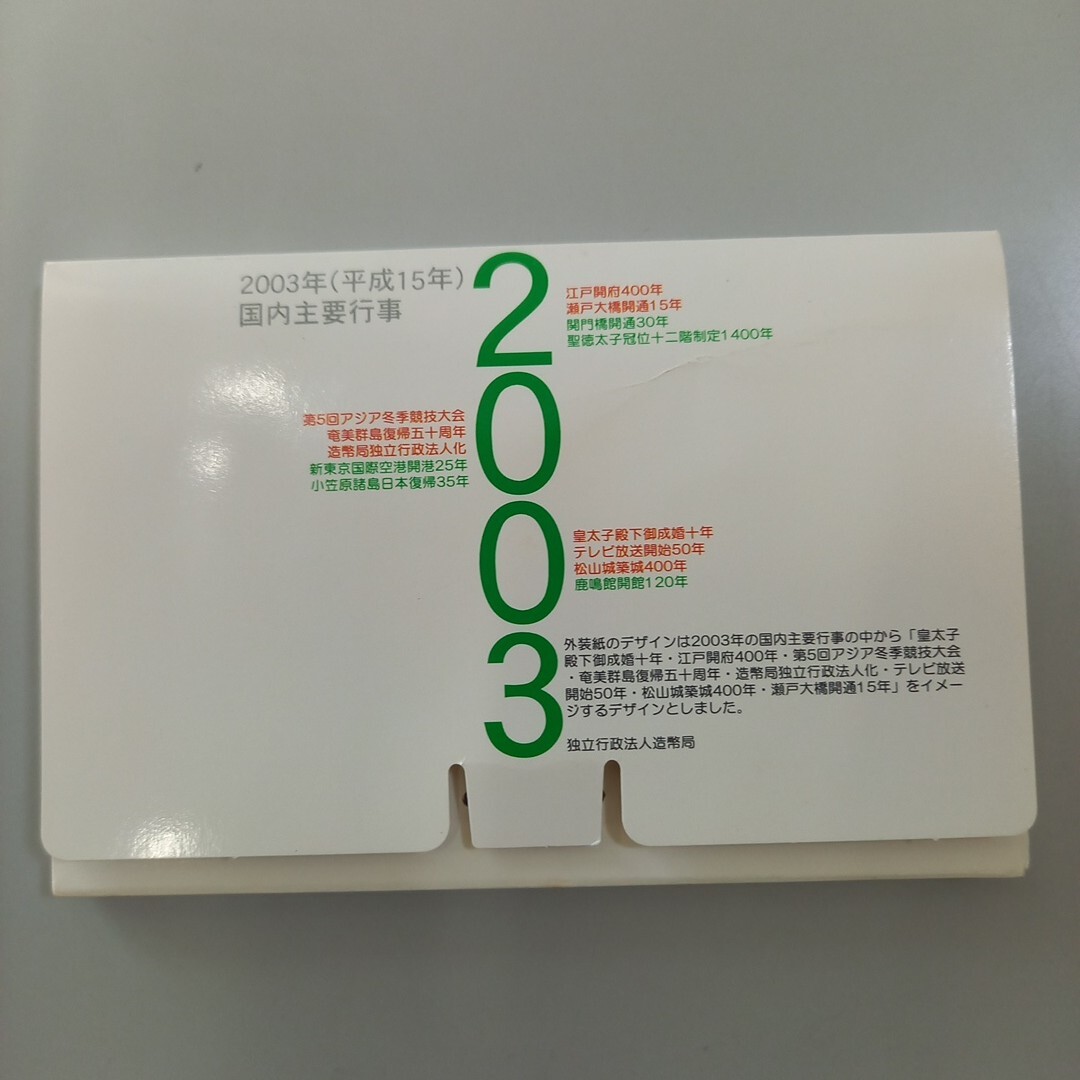 2003年(平成15年)
国内主要行事
2003
江戸開府400年
瀬戸大橋開通15年
関門橋開通30年
聖徳太子冠位十二階制定1400年
第5回アジア冬季競技大会
奄美群島復帰五十周年
造幣局独立行政法人化
新東京国際空港開港25年
小笠原諸島日本復帰35年
皇太子殿下御成婚十年
テレビ放送開始50年
松山城築城400年
鹿鳴館開館120年
外装紙のデザインは2003年の国内主要行事の中から「皇太子
殿下御成婚十年・江戸開府400年・第5回アジア冬季競技大会
・奄美群島復帰五十周年・造幣局独立行政法人化・テレビ放送
開始50年・松山城築城400年・瀬戸大橋開通15年」をイメー
ジするデザインとしました。
独立行政法人造幣局